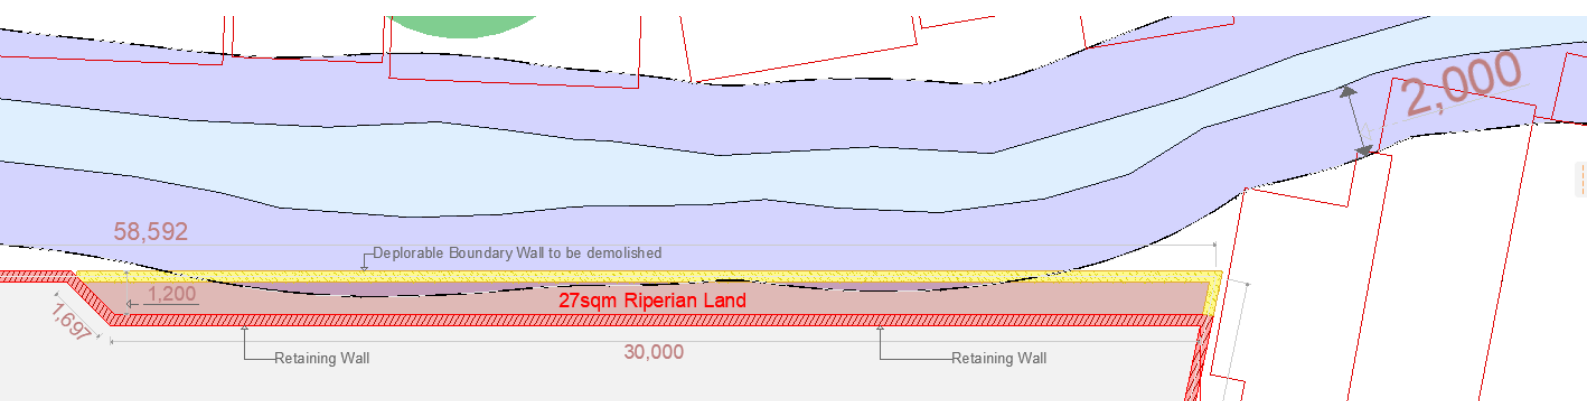 2,000
58,592
Deplorable Boundary Wall to be demolished
1,200
27sqm Riperian Land
1,697
30,000
Retaining Wall
Retaining Wall